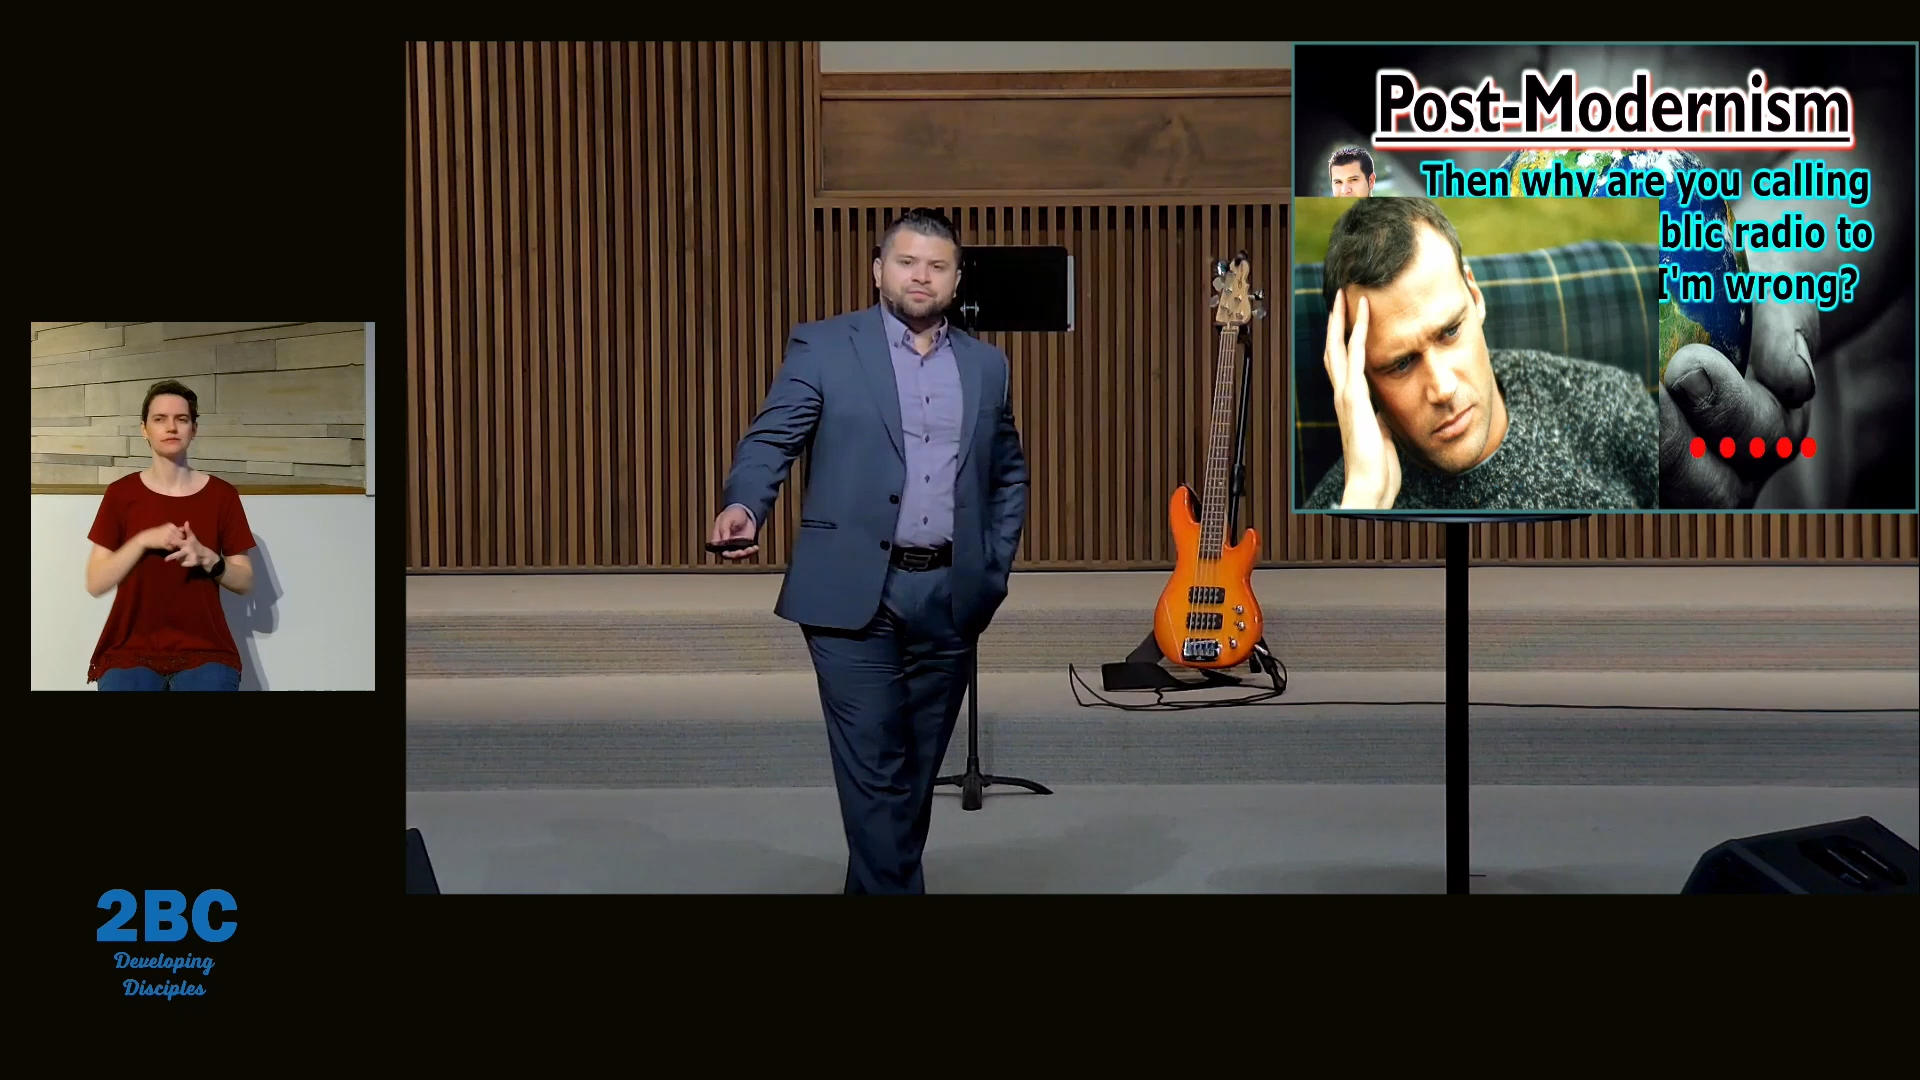 Post-Modernism
Then why are you calling
blic radio to
I'm wrong?
2BC
Developing
Disciples